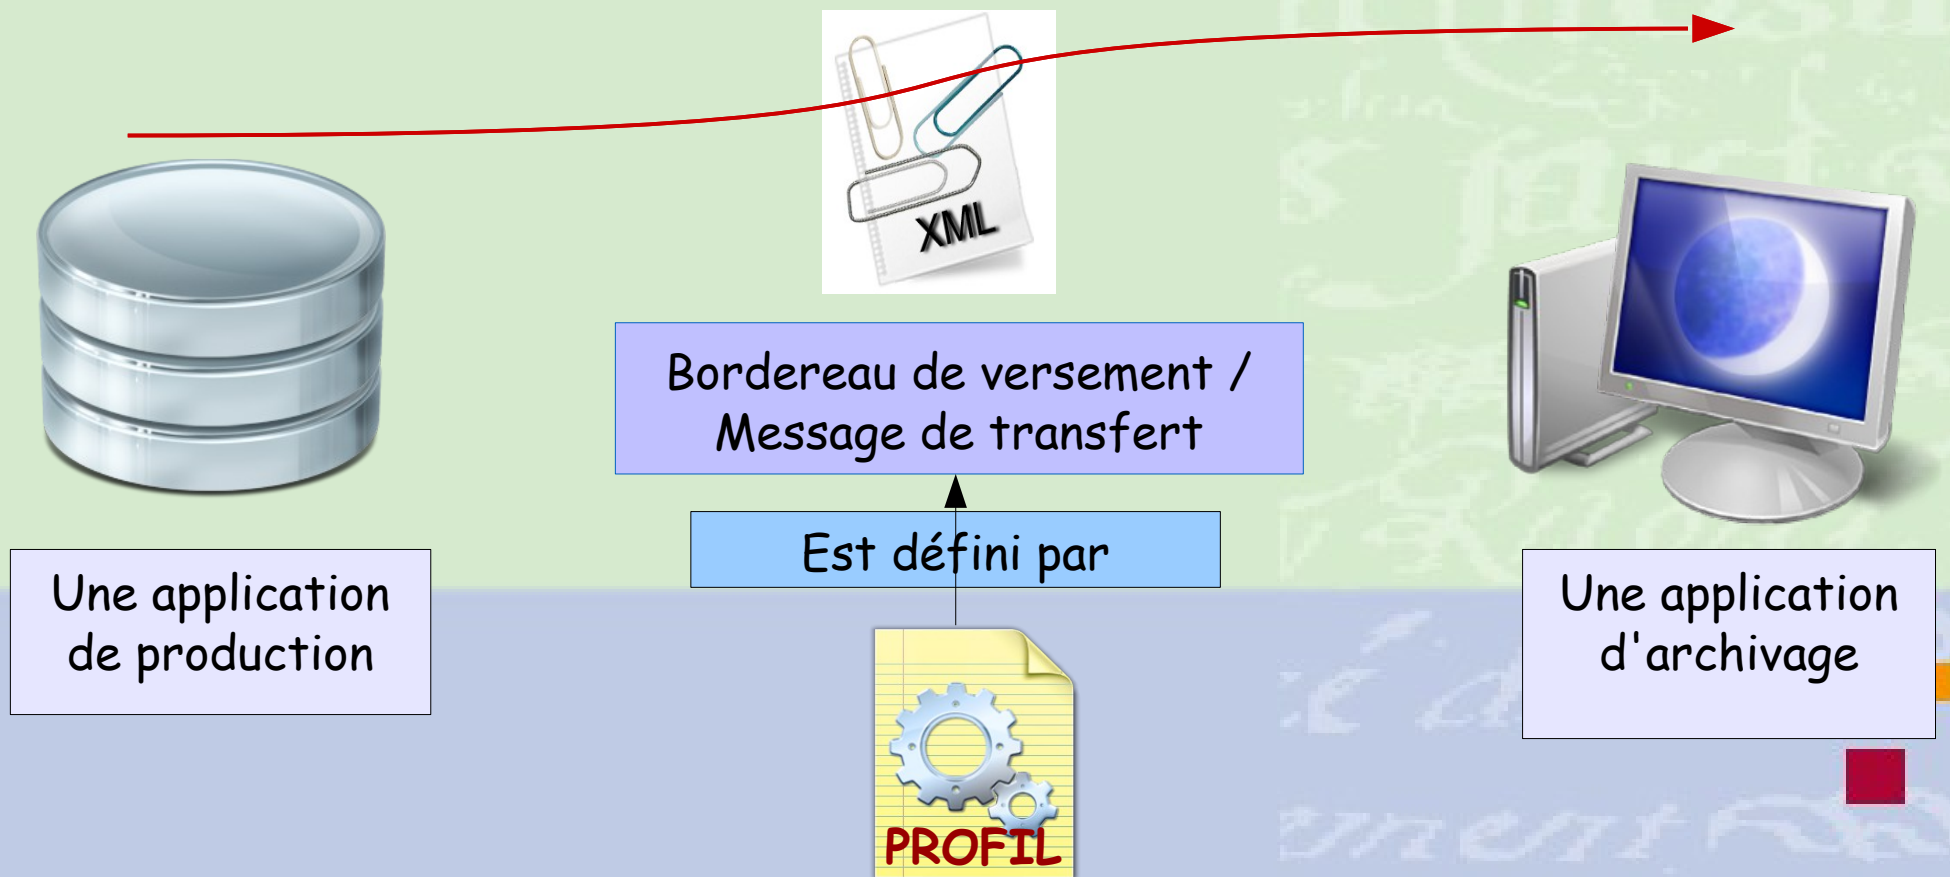 XML
Bordereau de versement /
Message de transfert
Est défini par
Une application
de production
Une application
d'archivage
PROFIL